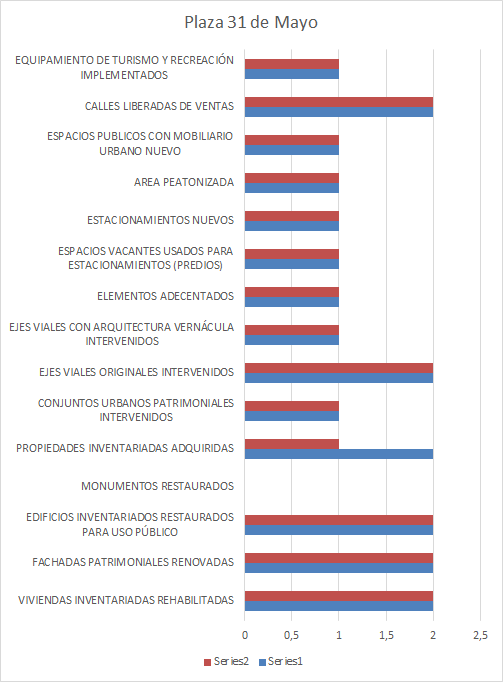 Plaza 31 de Mayo
EQUIPAMIENTO DE TURISMO Y RECREACIÓN
IMPLEMENTADOS
CALLES LIBERADAS DE VENTAS
ESPACIOS PUBLICOS CON MOBILIARIO
URBANO NUEVO
AREA PEATONIZADA
ESTACIONAMIENTOS NUEVOS
ESPACIOS VACANTES USADOS PARA
ESTACIONAMIENTOS (PREDIOS)
ELEMENTOS ADECENTADOS
EJES VIALES CON ARQUITECTURA VERNÁCULA
INTERVENIDOS
EJES VIALES ORIGINALES INTERVENIDOS
CONJUNTOS URBANOS PATRIMONIALES
INTERVENIDOS
PROPIEDADES INVENTARIADAS ADQUIRIDAS
MONUMENTOS RESTAURADOS
EDIFICIOS INVENTARIADOS RESTAURADOS
PARA USO PÚBLICO
FACHADAS PATRIMONIALES RENOVADAS
VIVIENDAS INVENTARIADAS REHABILITADAS
0 0,5 1 1,5 2 2,5
Series2 Series1